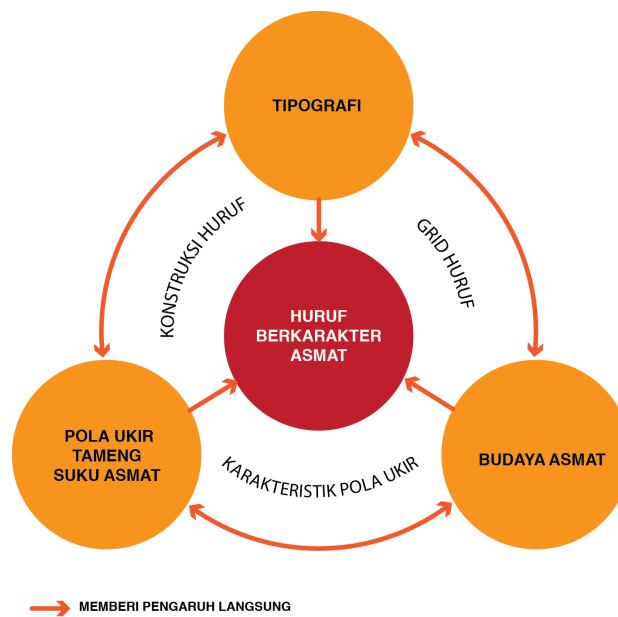 TIPOGRAFI
KONSTRUKSI HURUF
GRID HURUF
HURUF
BERKARAKTER
ASMAT
POLA UKIR
TAMENG
SUKU ASMAT
BUDAYA ASMAT
KARAKTERISTIK POLA UKIR
MEMBERI PENGARUH LANGSUNG